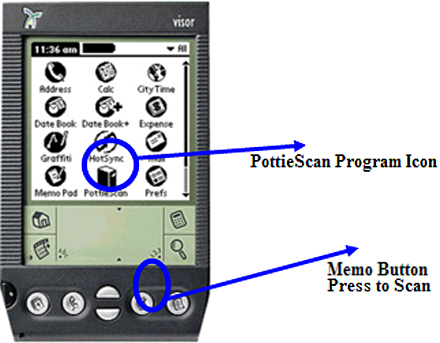 visor
11:36 am All
Address Calc CityTime
Date Book Date Book+ Expense
Graffiti HotSync Mail
Memo Pad PottieScan Prefs
PottieScan Program Icon
Memo Button
Press to Scan